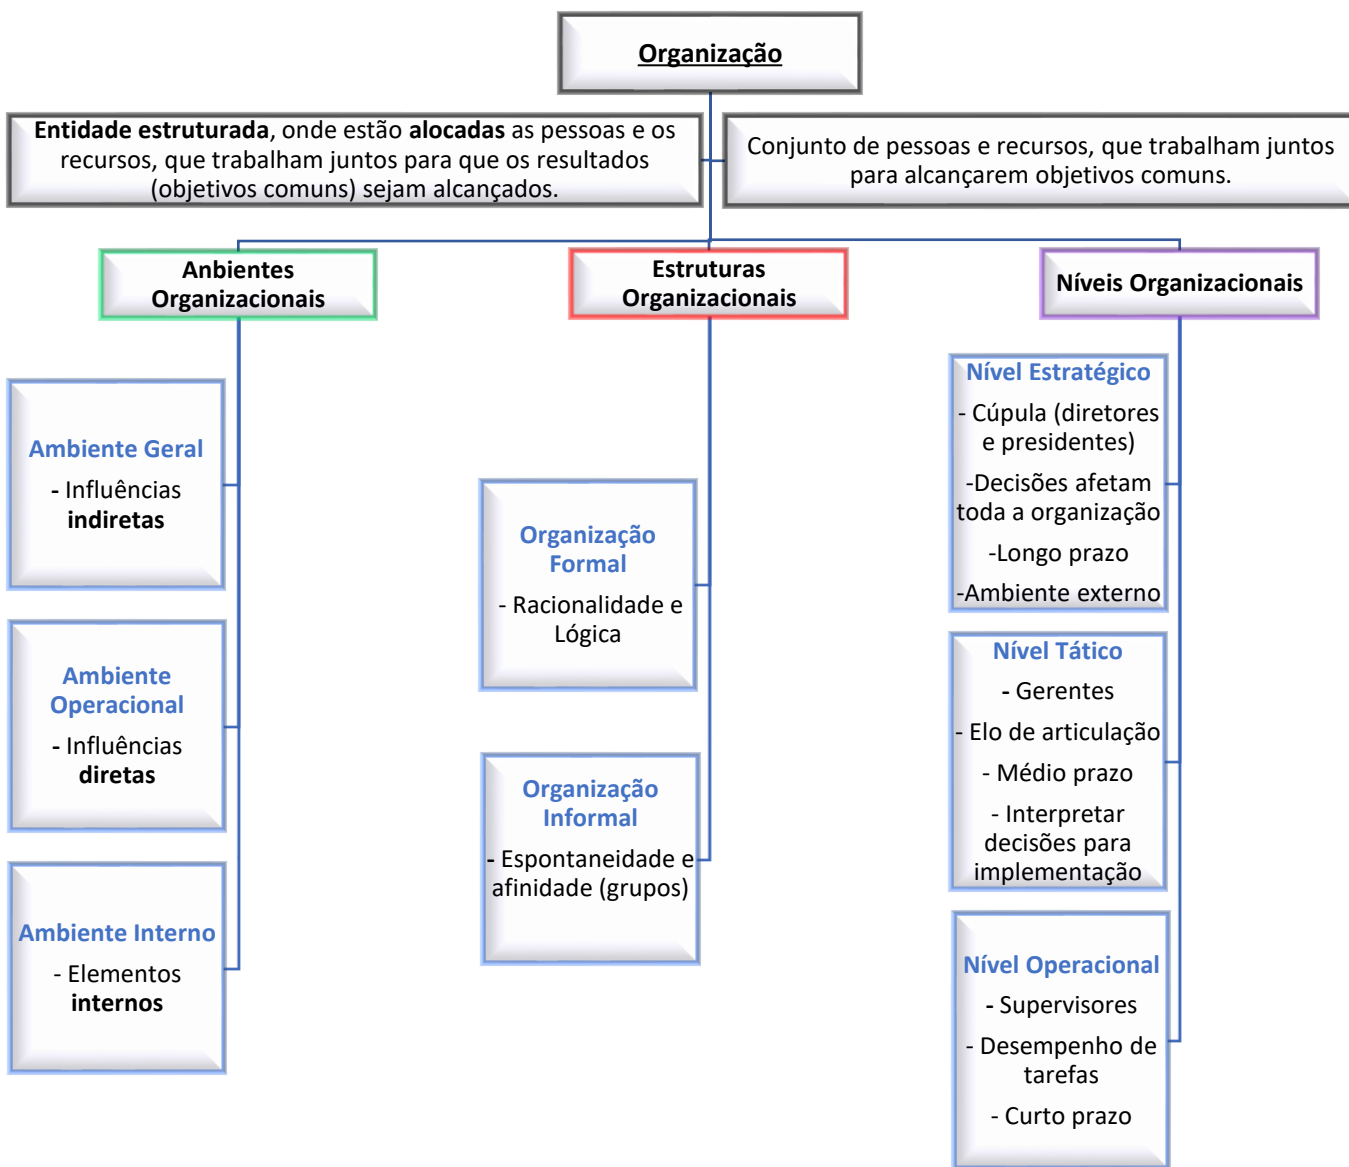 Organização
Entidade estruturada, onde estão alocadas as pessoas e os
recursos, que trabalham juntos para que os resultados
(objetivos comuns) sejam alcançados.
Conjunto de pessoas e recursos, que trabalham juntos
para alcançarem objetivos comuns.
Anbientes
Organizacionais
Ambiente Geral
- Influências
indiretas
Ambiente
Operacional
- Influências
diretas
Ambiente Interno
- Elementos
internos
Estruturas
Organizacionais
Organização
Formal
- Racionalidade e
Lógica
Organização
Informal
- Espontaneidade e
afinidade (grupos)
Níveis Organizacionais
Nível Estratégico
- Cúpula (diretores
e presidentes)
-Decisões afetam
toda a organização
-Longo prazo
-Ambiente externo
Nível Tático
- Gerentes
- Elo de articulação
- Médio prazo
- Interpretar
decisões para
implementação
Nível Operacional
- Supervisores
- Desempenho de
tarefas
- Curto prazo